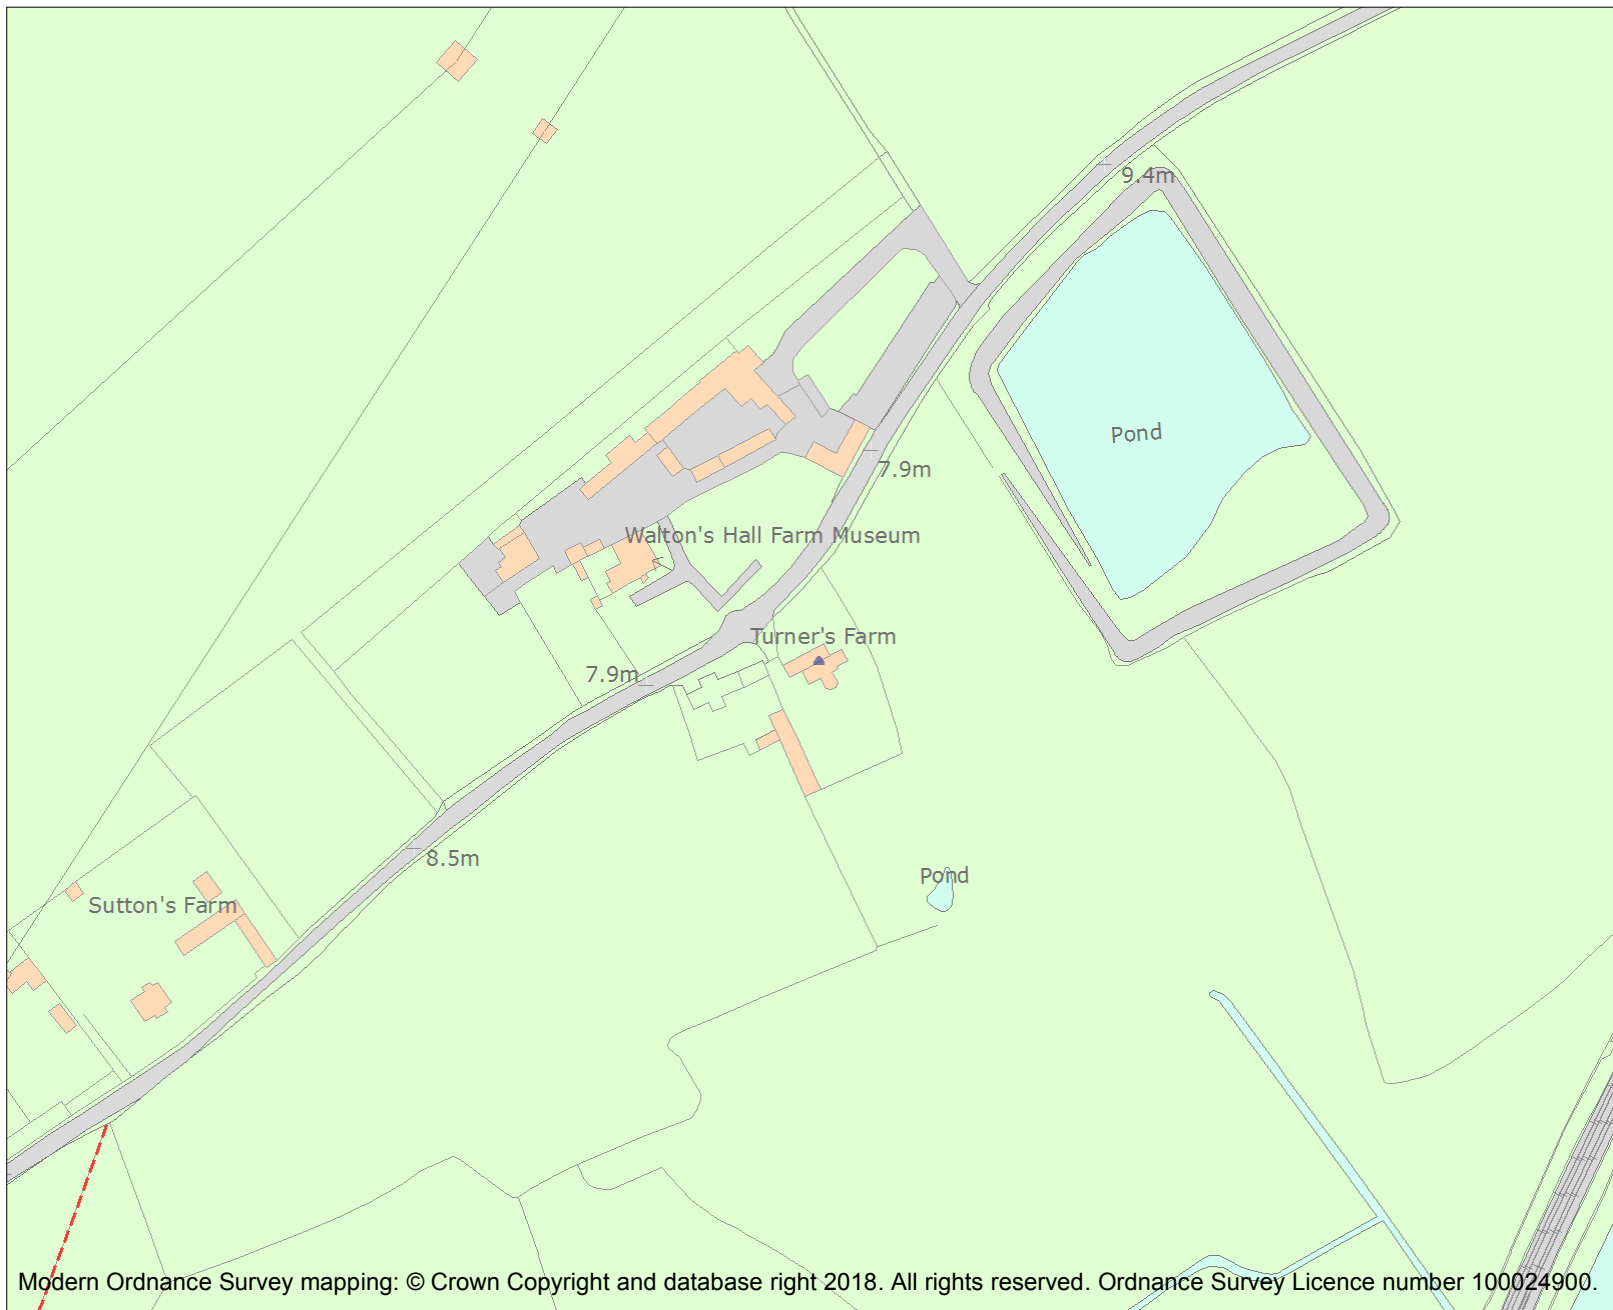 9.4m
Pond
7.9m
Walton's Hall Farm Museum
Turner's Farm
7.9m
8.5m
Pond
Sutton's Farm
Modern Ordnance Survey mapping: © Crown Copyright and database right 2018. All rights reserved. Ordnance Survey Licence number 100024900.